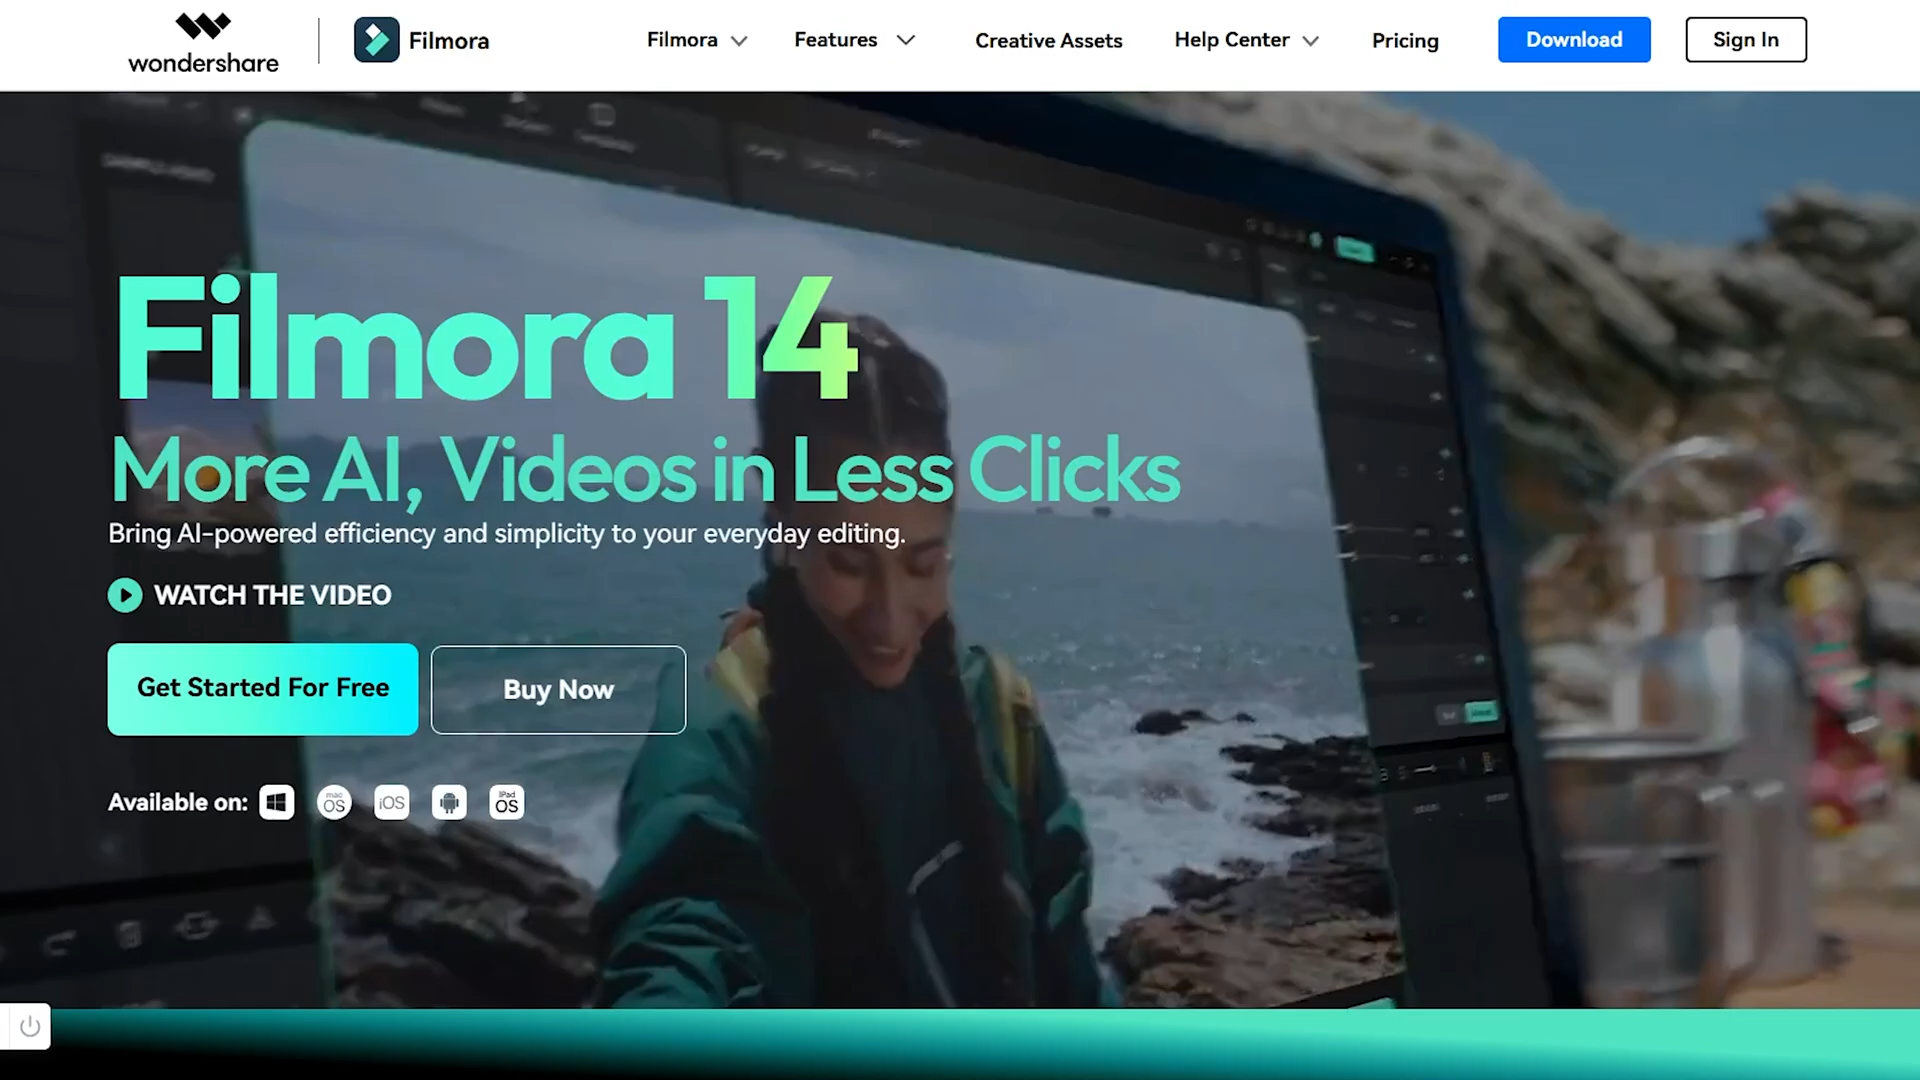 wondershare
Filmora
Filmora
Features
Creative Assets
Help Center
Pricing
Download
Sign In
Filmora 14
More AI, Videos in Less Clicks
Bring AI-powered efficiency and simplicity to your everyday editing.
WATCH THE VIDEO
Get Started For Free
Buy Now
Available on:
mac OS
iOS
iPad OS